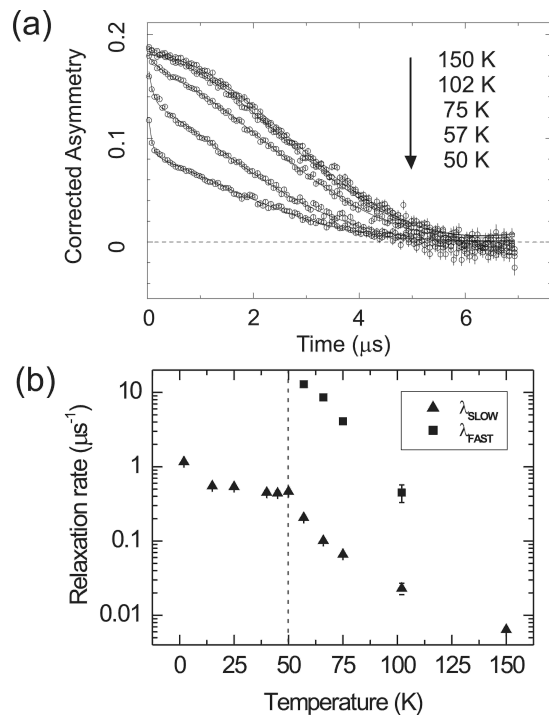 (a)
0.2
0.1
0
Corrected Asymmetry
150 K
102 K
75 K
57 K
50 K
0 2 4 6
Time (μs)
(b)
10
1
0.1
0.01
Relaxation rate (μs⁻¹)
λSLOW
λFAST
0 25 50 75 100 125 150
Temperature (K)